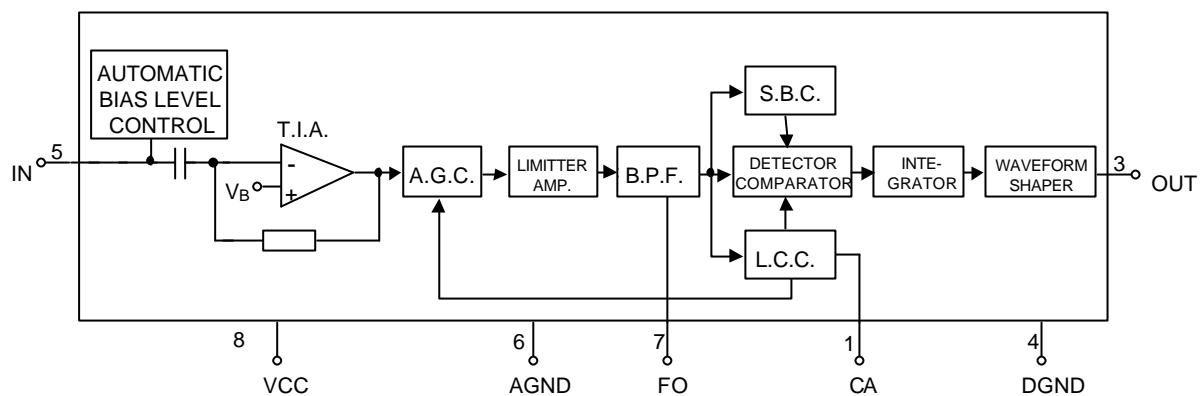 AUTOMATIC
BIAS LEVEL
CONTROL
T.I.A.
S.B.C.
IN
5
-
+
VB
A.G.C.
LIMITTER
AMP.
B.P.F.
DETECTOR
COMPARATOR
INTE-
GRATOR
WAVEFORM
SHAPER
3
OUT
L.C.C.
8
6
7
1
4
VCC
AGND
FO
CA
DGND